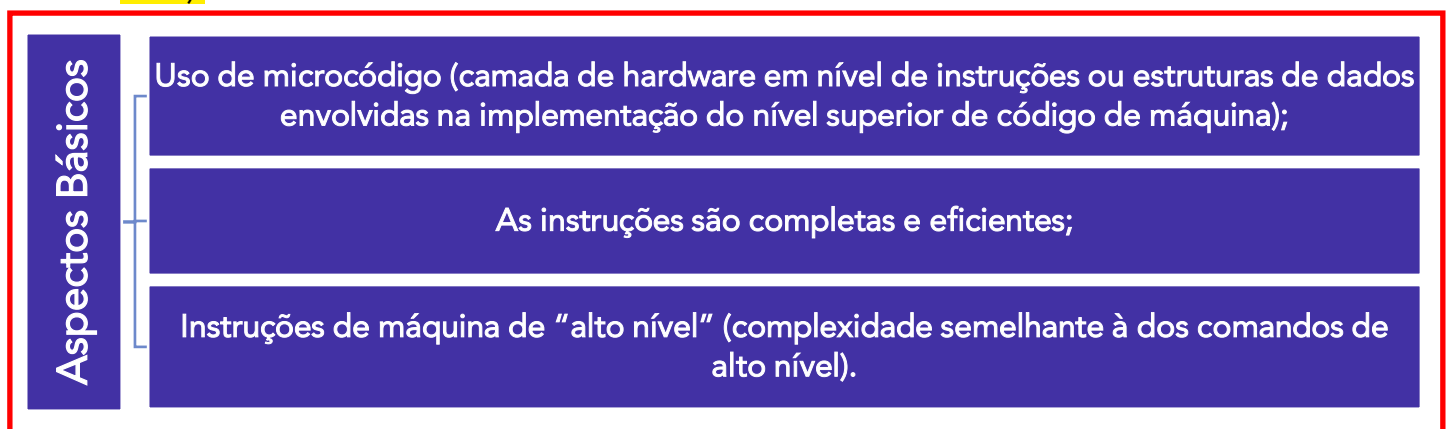 Aspectos Básicos
Uso de microcódigo (camada de hardware em nível de instruções ou estruturas de dados
envolvidas na implementação do nível superior de código de máquina);
As instruções são completas e eficientes;
Instruções de máquina de “alto nível” (complexidade semelhante à dos comandos de
alto nível).